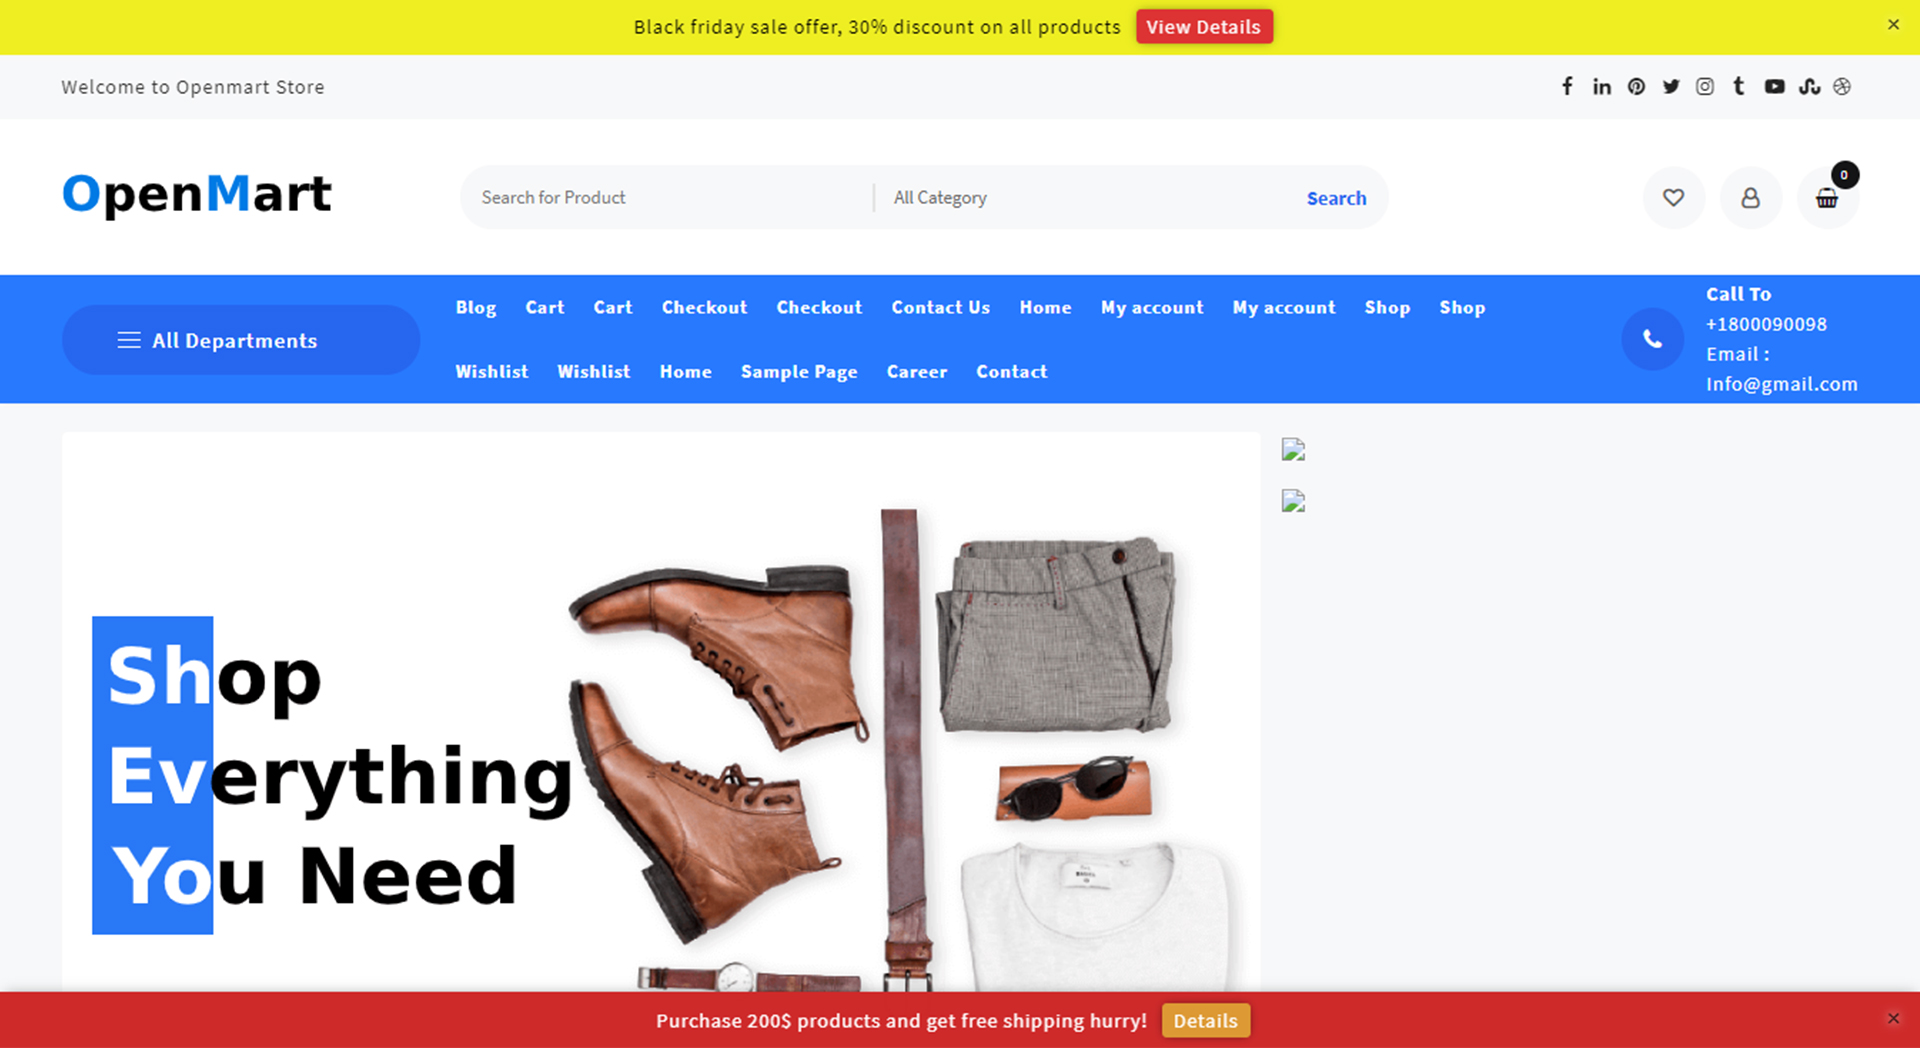 Black friday sale offer, 30% discount on all products View Details
Welcome to Openmart Store
OpenMart
Search for Product All Category Search
0
All Departments
Blog Cart Cart Checkout Checkout Contact Us Home My account My account Shop Shop
Wishlist Wishlist Home Sample Page Career Contact
Call To
+1800090098
Email :
Info@gmail.com
Shop
Everything
You Need
Purchase 200$ products and get free shipping hurry! Details